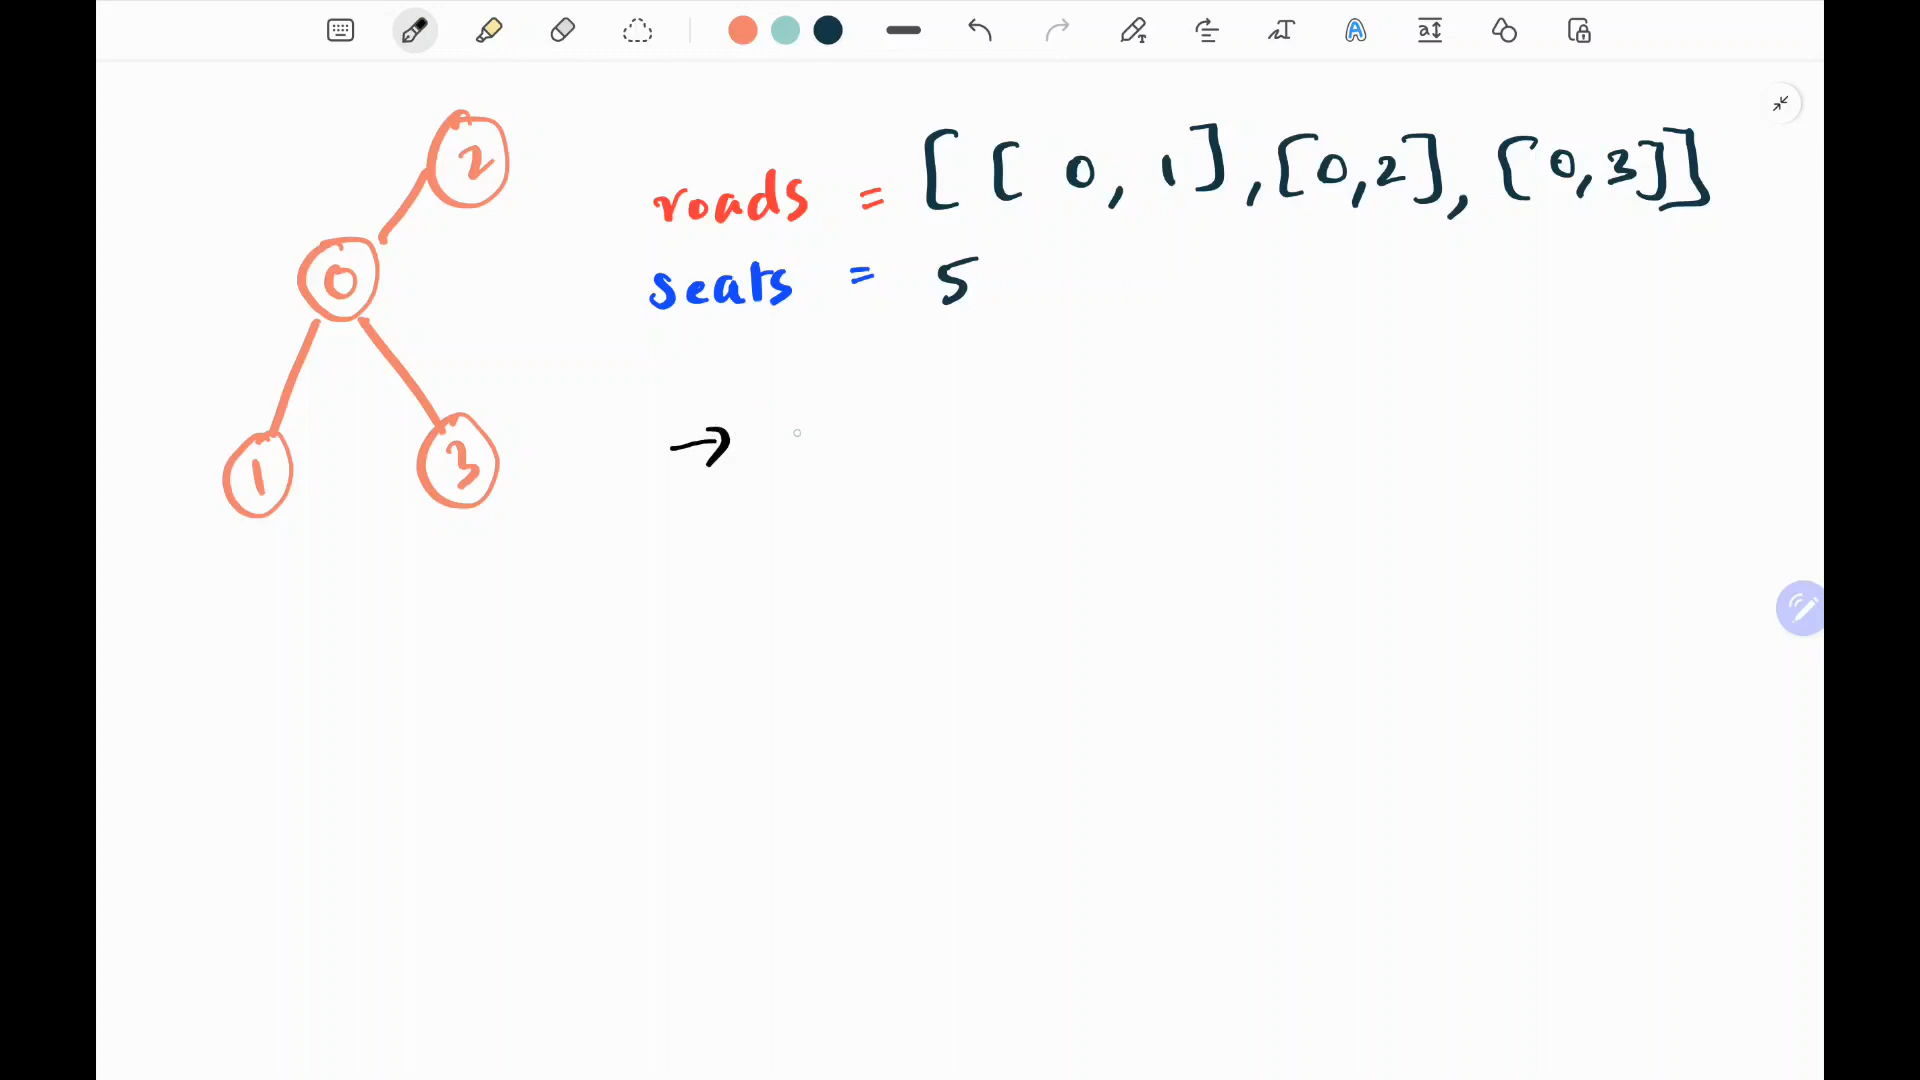 2
roads = [[0,1],[0,2],[0,3]]
0
seats = 5
1
3
→